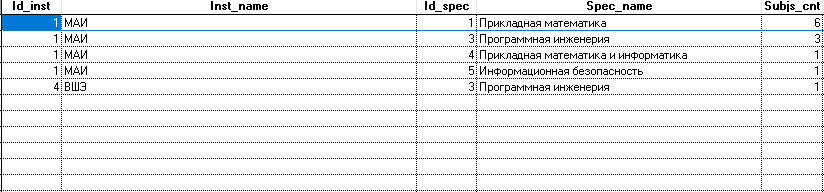 Id_inst Inst_name Id_spec Spec_name Subjs_cnt
1 МАИ 1 Прикладная математика 6
1 МАИ 3 Программная инженерия 3
1 МАИ 4 Прикладная математика и информатика 1
1 МАИ 5 Информационная безопасность 1
4 ВШЭ 3 Программная инженерия 1